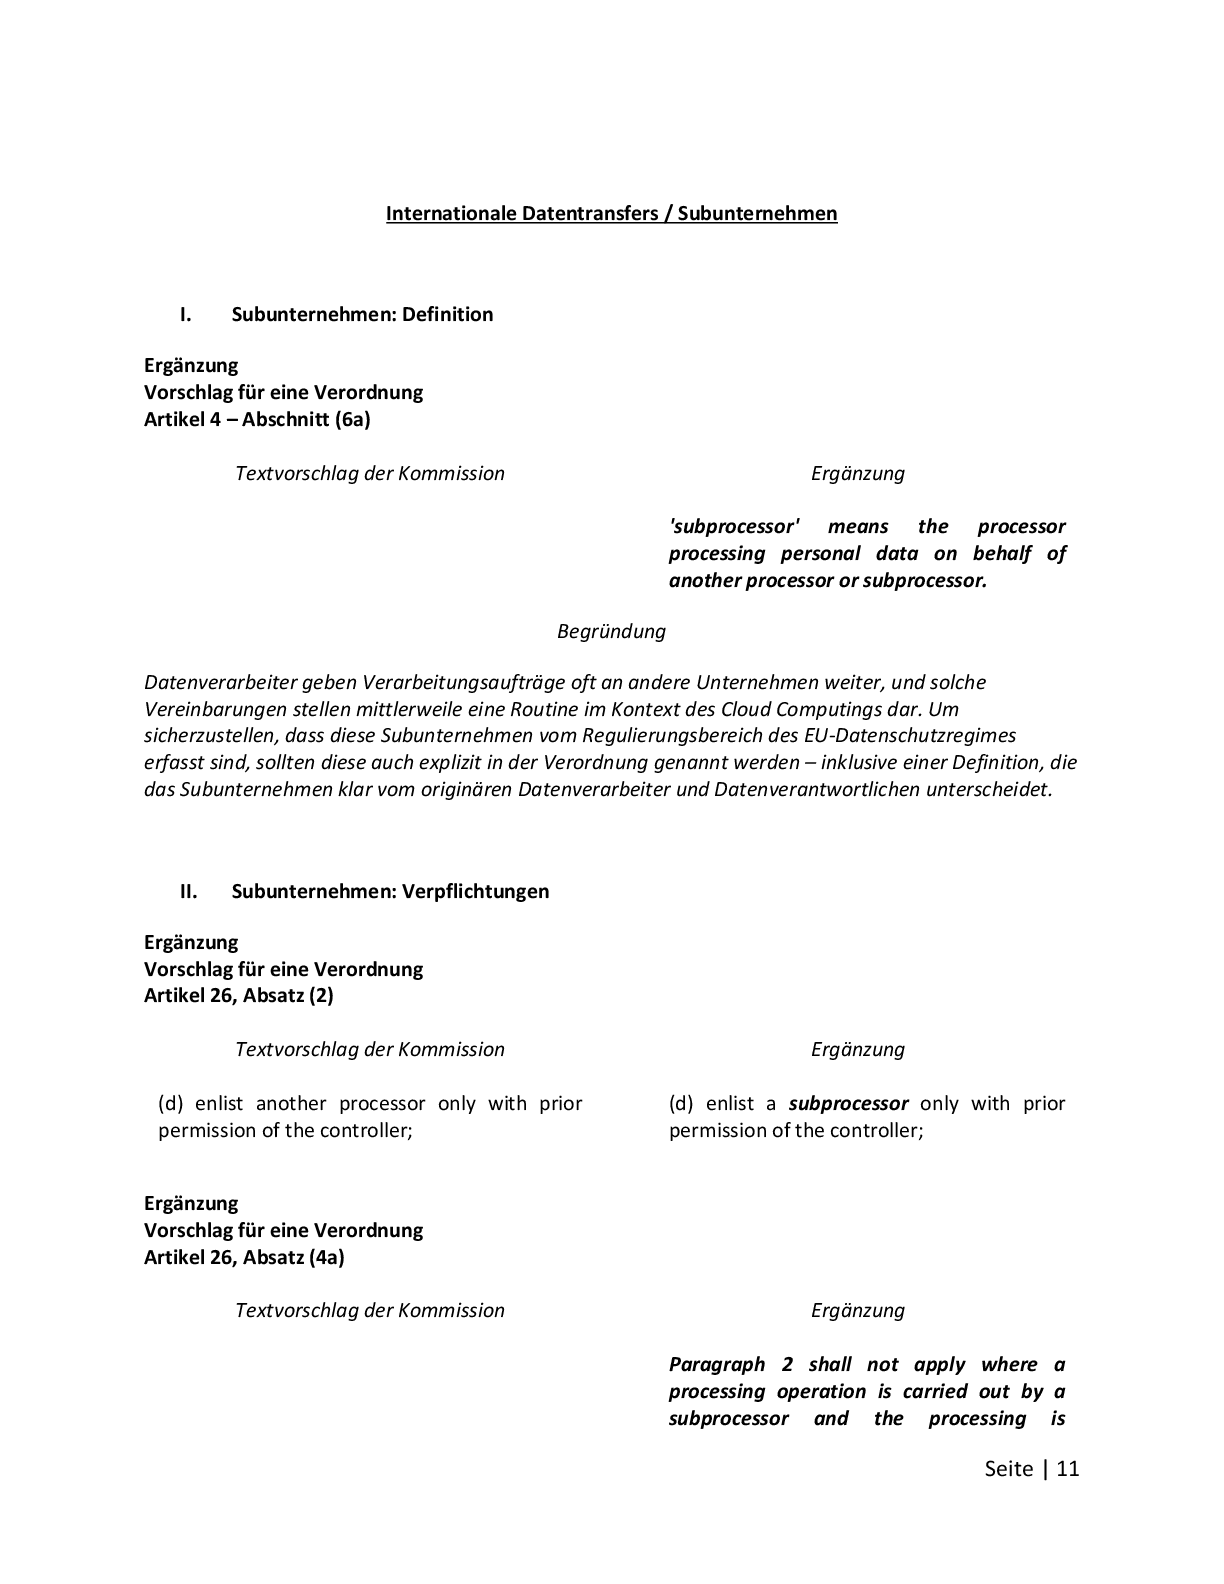 Internationale Datentransfers / Subunternehmen
I. Subunternehmen: Definition
Ergänzung
Vorschlag für eine Verordnung
Artikel 4 – Abschnitt (6a)
Textvorschlag der Kommission Ergänzung
'subprocessor' means the processor
processing personal data on behalf of
another processor or subprocessor.
Begründung
Datenverarbeiter geben Verarbeitungsaufträge oft an andere Unternehmen weiter, und solche
Vereinbarungen stellen mittlerweile eine Routine im Kontext des Cloud Computings dar. Um
sicherzustellen, dass diese Subunternehmen vom Regulierungsbereich des EU-Datenschutzregimes
erfasst sind, sollten diese auch explizit in der Verordnung genannt werden – inklusive einer Definition, die
das Subunternehmen klar vom originären Datenverarbeiter und Datenverantwortlichen unterscheidet.
II. Subunternehmen: Verpflichtungen
Ergänzung
Vorschlag für eine Verordnung
Artikel 26, Absatz (2)
Textvorschlag der Kommission Ergänzung
(d) enlist another processor only with prior
permission of the controller;
(d) enlist a subprocessor only with prior
permission of the controller;
Ergänzung
Vorschlag für eine Verordnung
Artikel 26, Absatz (4a)
Textvorschlag der Kommission Ergänzung
Paragraph 2 shall not apply where a
processing operation is carried out by a
subprocessor and the processing is
Seite | 11